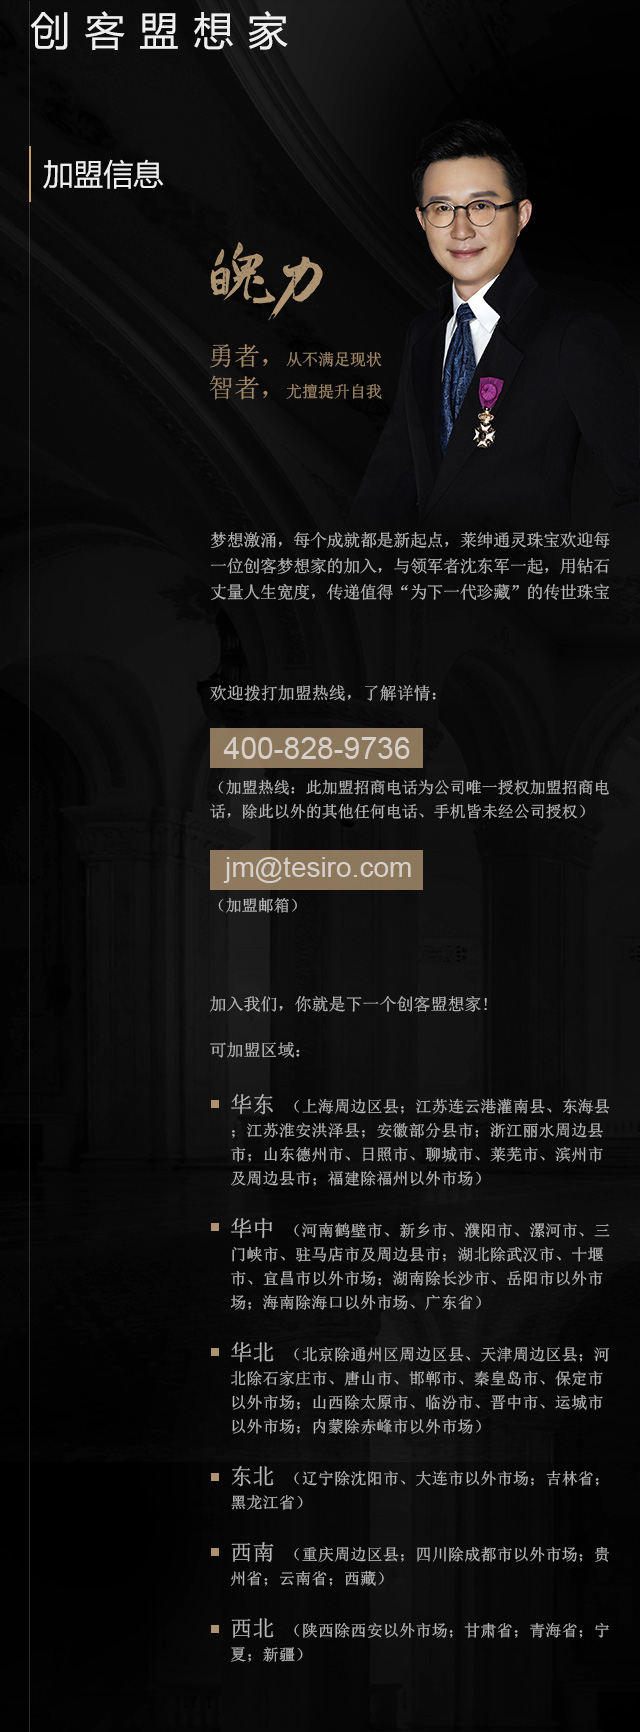 创客盟想家
加盟信息
魄力
勇者，从不满足现状
智者，尤擅提升自我
梦想激涌，每个成就都是新起点，莱绅通灵珠宝欢迎每
一位创客梦想家的加入，与领军者沈东军一起，用钻石
丈量人生宽度，传递值得“为下一代珍藏”的传世珠宝
欢迎拨打加盟热线，了解详情：
400-828-9736
（加盟热线：此加盟招商电话为公司唯一授权加盟招商电
话，除此以外的其他任何电话、手机皆未经公司授权）
jm@tesiro.com
（加盟邮箱）
加入我们，你就是下一个创客盟想家！
可加盟区域：
华东（上海周边区县；江苏连云港灌南县、东海县
；江苏淮安洪泽县；安徽部分县市；浙江丽水周边县
市；山东德州市、日照市、聊城市、莱芜市、滨州市
及周边县市；福建除福州以外市场）
华中（河南鹤壁市、新乡市、濮阳市、漯河市、三
门峡市、驻马店市及周边县市；湖北除武汉市、十堰
市、宜昌市以外市场；湖南除长沙市、岳阳市以外市
场；海南除海口以外市场、广东省）
华北（北京除通州区周边区县、天津周边区县；河
北除石家庄市、唐山市、邯郸市、秦皇岛市、保定市
以外市场；山西除太原市、临汾市、晋中市、运城市
以外市场；内蒙除赤峰市以外市场）
东北（辽宁除沈阳市、大连市以外市场；吉林省；
黑龙江省）
西南（重庆周边区县；四川除成都市以外市场；贵
州省；云南省；西藏）
西北（陕西除西安以外市场；甘肃省；青海省；宁
夏；新疆）